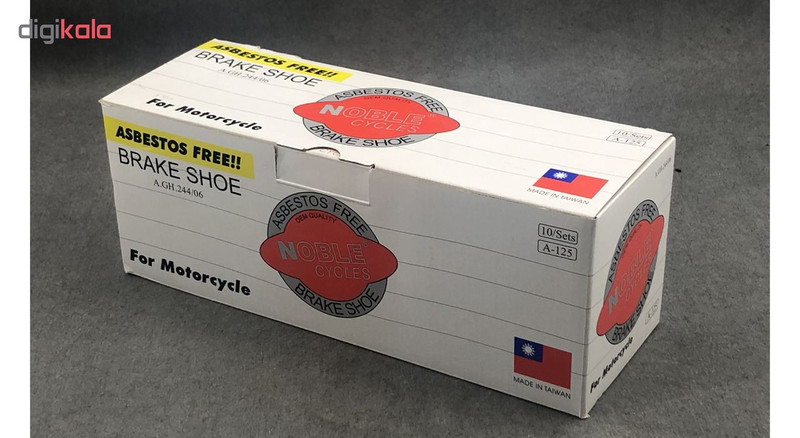 digikala
ASBESTOS FREE!!
BRAKE SHOE
A.GH.244/06
For Motorcycle
ASBESTOS FREE
OEM QUALITY
NOBLE
CYCLES
BRAKE SHOE
10/Sets
A-125
MADE IN TAIWAN
ASBESTOS FREE!!
BRAKE SHOE
A.GH.244/06
For Motorcycle
ASBESTOS FREE
OEM QUALITY
NOBLE
CYCLES
BRAKE SHOE
10/Sets
A-125
MADE IN TAIWAN
ASBESTOS FREE
NOBLE
CYCLES
BRAKE SHOE
For Motorcycle